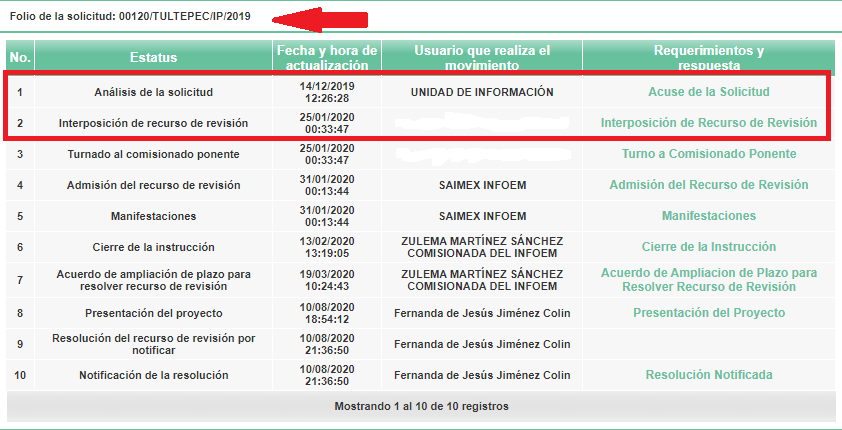 Folio de la solicitud: 00120/TULTEPEC/IP/2019
No. Estatus Fecha y hora de actualización Usuario que realiza el movimiento Requerimientos y respuesta
1 Análisis de la solicitud 14/12/2019 12:26:28 UNIDAD DE INFORMACIÓN Acuse de la Solicitud
2 Interposición de recurso de revisión 25/01/2020 00:33:47 Interposición de Recurso de Revisión
3 Turnado al comisionado ponente 25/01/2020 00:33:47 Turno a Comisionado Ponente
4 Admisión del recurso de revisión 31/01/2020 00:13:44 SAIMEX INFOEM Admisión del Recurso de Revisión
5 Manifestaciones 31/01/2020 00:13:44 SAIMEX INFOEM Manifestaciones
6 Cierre de la instrucción 13/02/2020 13:19:05 ZULEMA MARTÍNEZ SÁNCHEZ COMISIONADA DEL INFOEM Cierre de la Instrucción
7 Acuerdo de ampliación de plazo para resolver recurso de revisión 19/03/2020 10:24:43 ZULEMA MARTÍNEZ SÁNCHEZ COMISIONADA DEL INFOEM Acuerdo de Ampliacion de Plazo para Resolver Recurso de Revisión
8 Presentación del proyecto 10/08/2020 18:54:12 Fernanda de Jesús Jiménez Colin Presentación del Proyecto
9 Resolución del recurso de revisión por notificar 10/08/2020 21:36:50 Fernanda de Jesús Jiménez Colin
10 Notificación de la resolución 10/08/2020 21:36:50 Fernanda de Jesús Jiménez Colin Resolución Notificada
Mostrando 1 al 10 de 10 registros